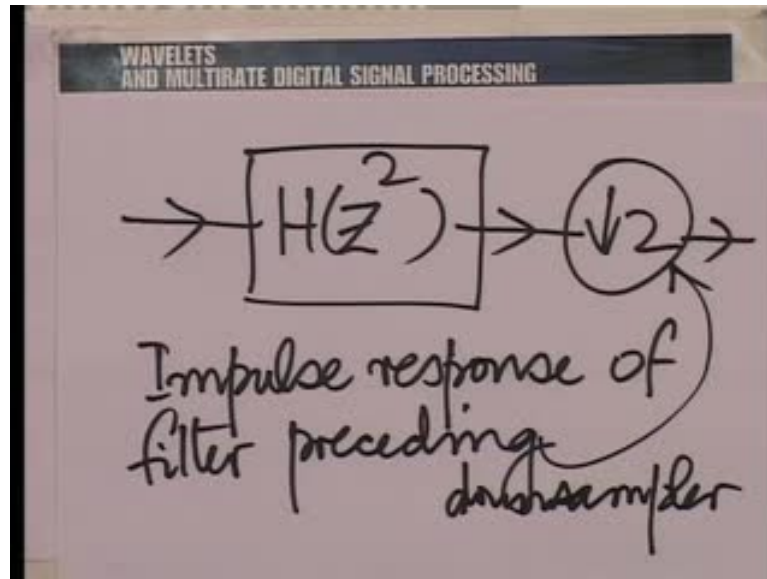 WAVELETS
AND MULTIRATE DIGITAL SIGNAL PROCESSING
H(Z²) ↓2
Impulse response of
filter preceding
downsampler